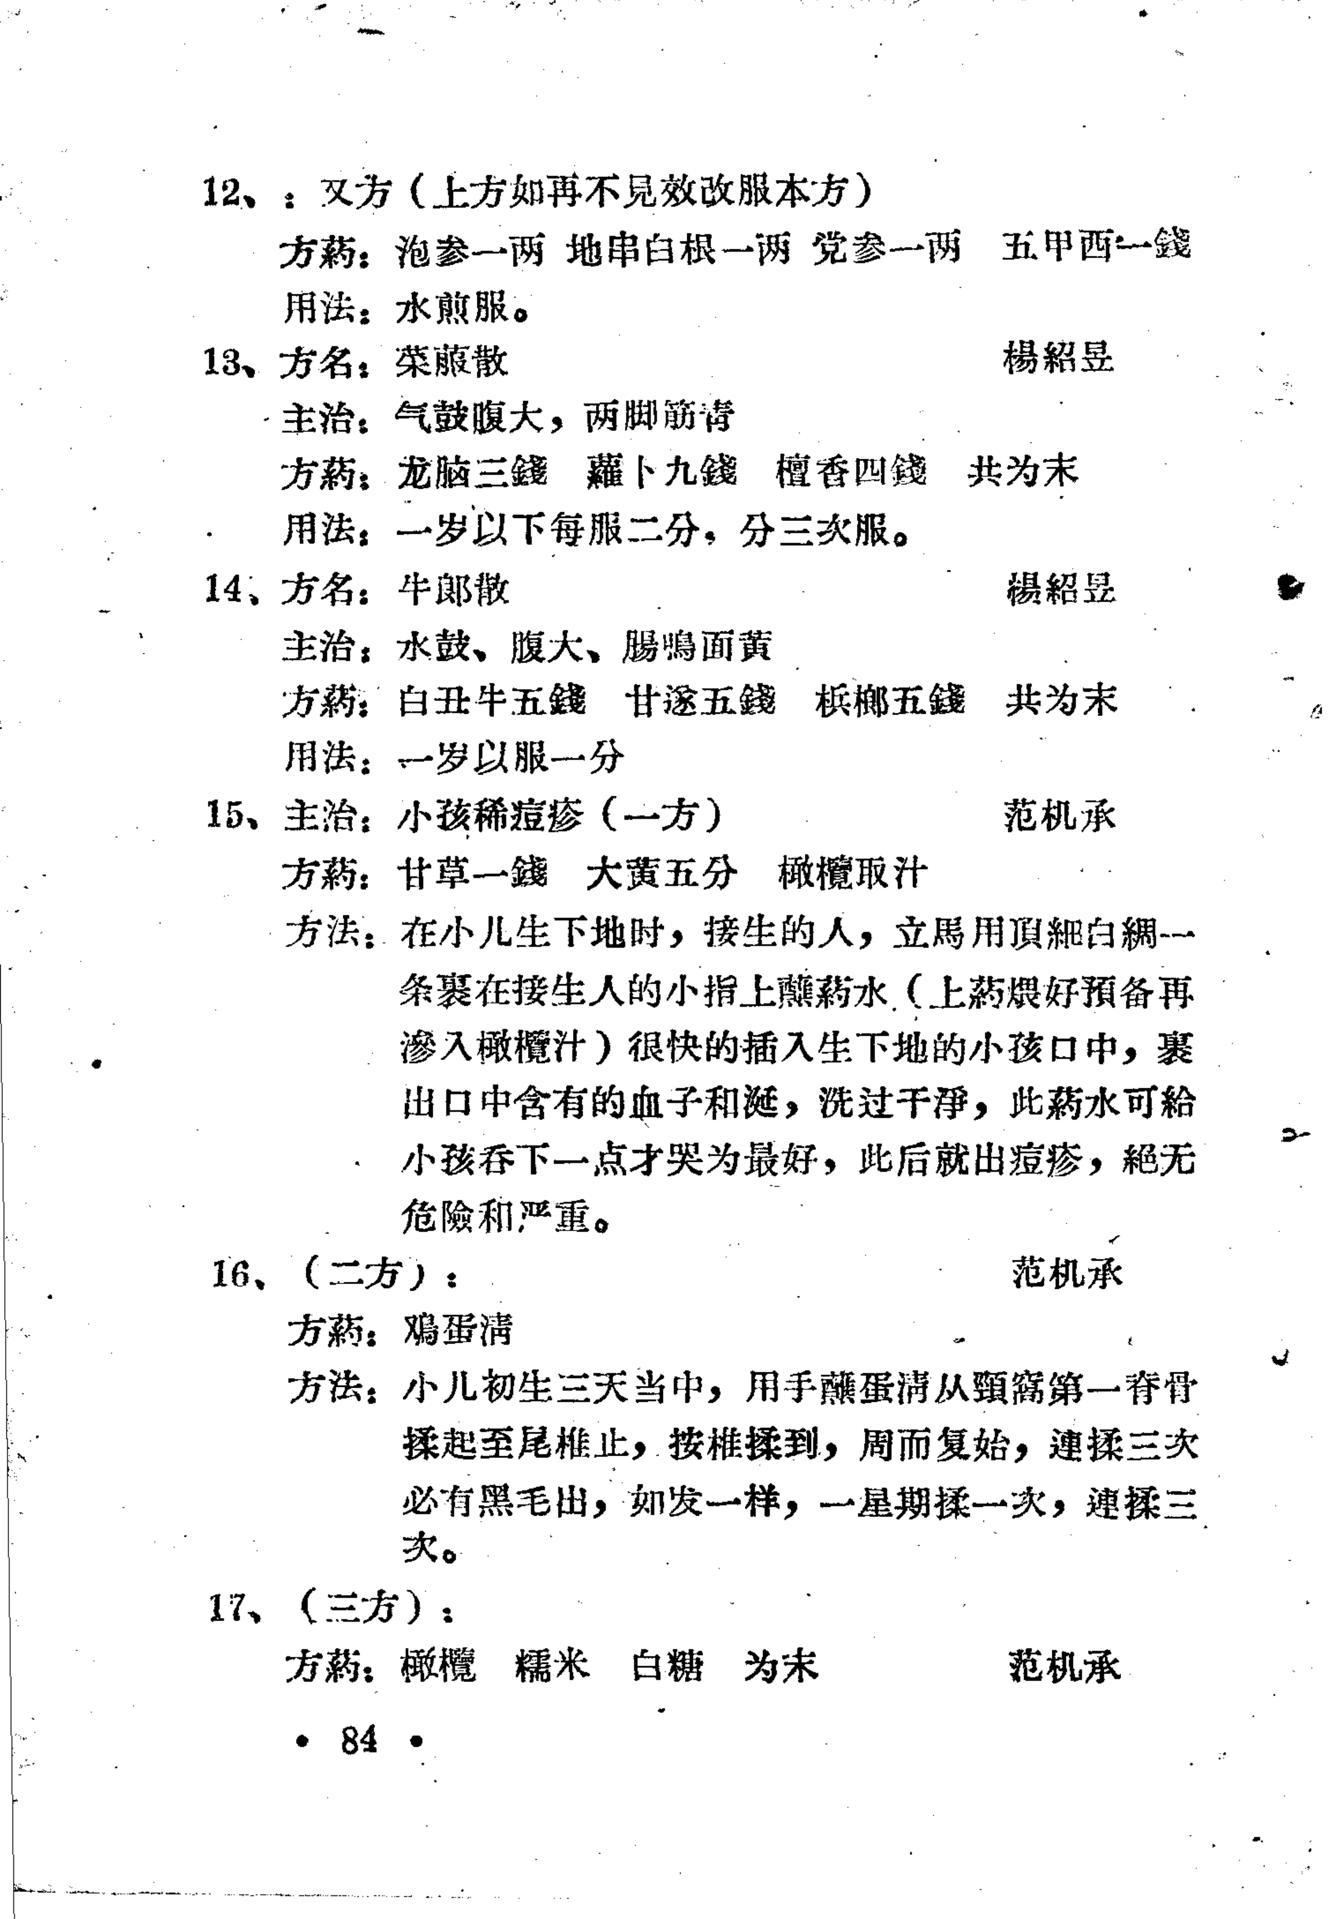 12、：又方（上方如再不見效改服本方）
方葯：泡参一两 地串白根一两 党参一两 五甲西一錢
用法：水煎服。
13、方名：菜菔散 楊紹昱
主治：气鼓腹大，两脚筋青
方葯：龙脑三錢 蘿卜九錢 檀香四錢 共为末
用法：一岁以下每服二分，分三次服。
14、方名：牛郎散 楊紹昱
主治：水鼓、腹大、腸鳴面黄
方葯：白丑牛五錢 甘遂五錢 梹榔五錢 共为末
用法：一岁以服一分
15、主治：小孩稀痘疹（一方） 范机承
方葯：甘草一錢 大黄五分 橄欖取汁
方法：在小儿生下地时，接生的人，立馬用頂細白綢一
条裹在接生人的小指上蘸葯水（上葯煨好預备再
滲入橄欖汁）很快的插入生下地的小孩口中，裹
出口中含有的血子和涎，洗过干淨，此葯水可給
小孩吞下一点才哭为最好，此后就出痘疹，絕无
危險和严重。
16、（二方）： 范机承
方葯：鳮蛋清
方法：小儿初生三天当中，用手蘸蛋清从頸窩第一脊骨
揉起至尾椎止，按椎揉到，周而复始，連揉三次
必有黑毛出，如发一样，一星期揉一次，連揉三
次。
17、（三方）：
方葯：橄欖 糯米 白糖 为末 范机承
• 84 •